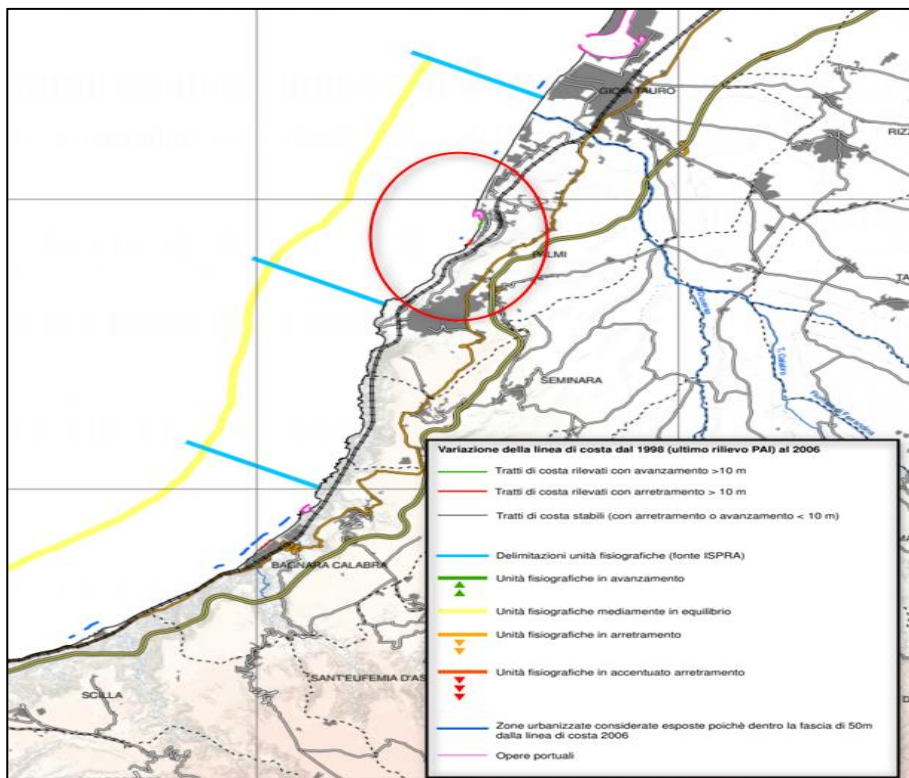 GIOIA TAURO
RIZ
PALMI
TA
SEMINARA
BAGNARA CALABRA
SCILLA
SANT'EUFEMIA D'AS
Variazione della linea di costa dal 1998 (ultimo rilievo PAI) al 2006
Tratti di costa rilevati con avanzamento >10 m
Tratti di costa rilevati con arretramento > 10 m
Tratti di costa stabili (con arretramento o avanzamento < 10 m)
Delimitazioni unità fisiografiche (fonte ISPRA)
Unità fisiografiche in avanzamento
Unità fisiografiche mediamente in equilibrio
Unità fisiografiche in arretramento
Unità fisiografiche in accentuato arretramento
Zone urbanizzate considerate esposte poichè dentro la fascia di 50m
dalla linea di costa 2006
Opere portuali